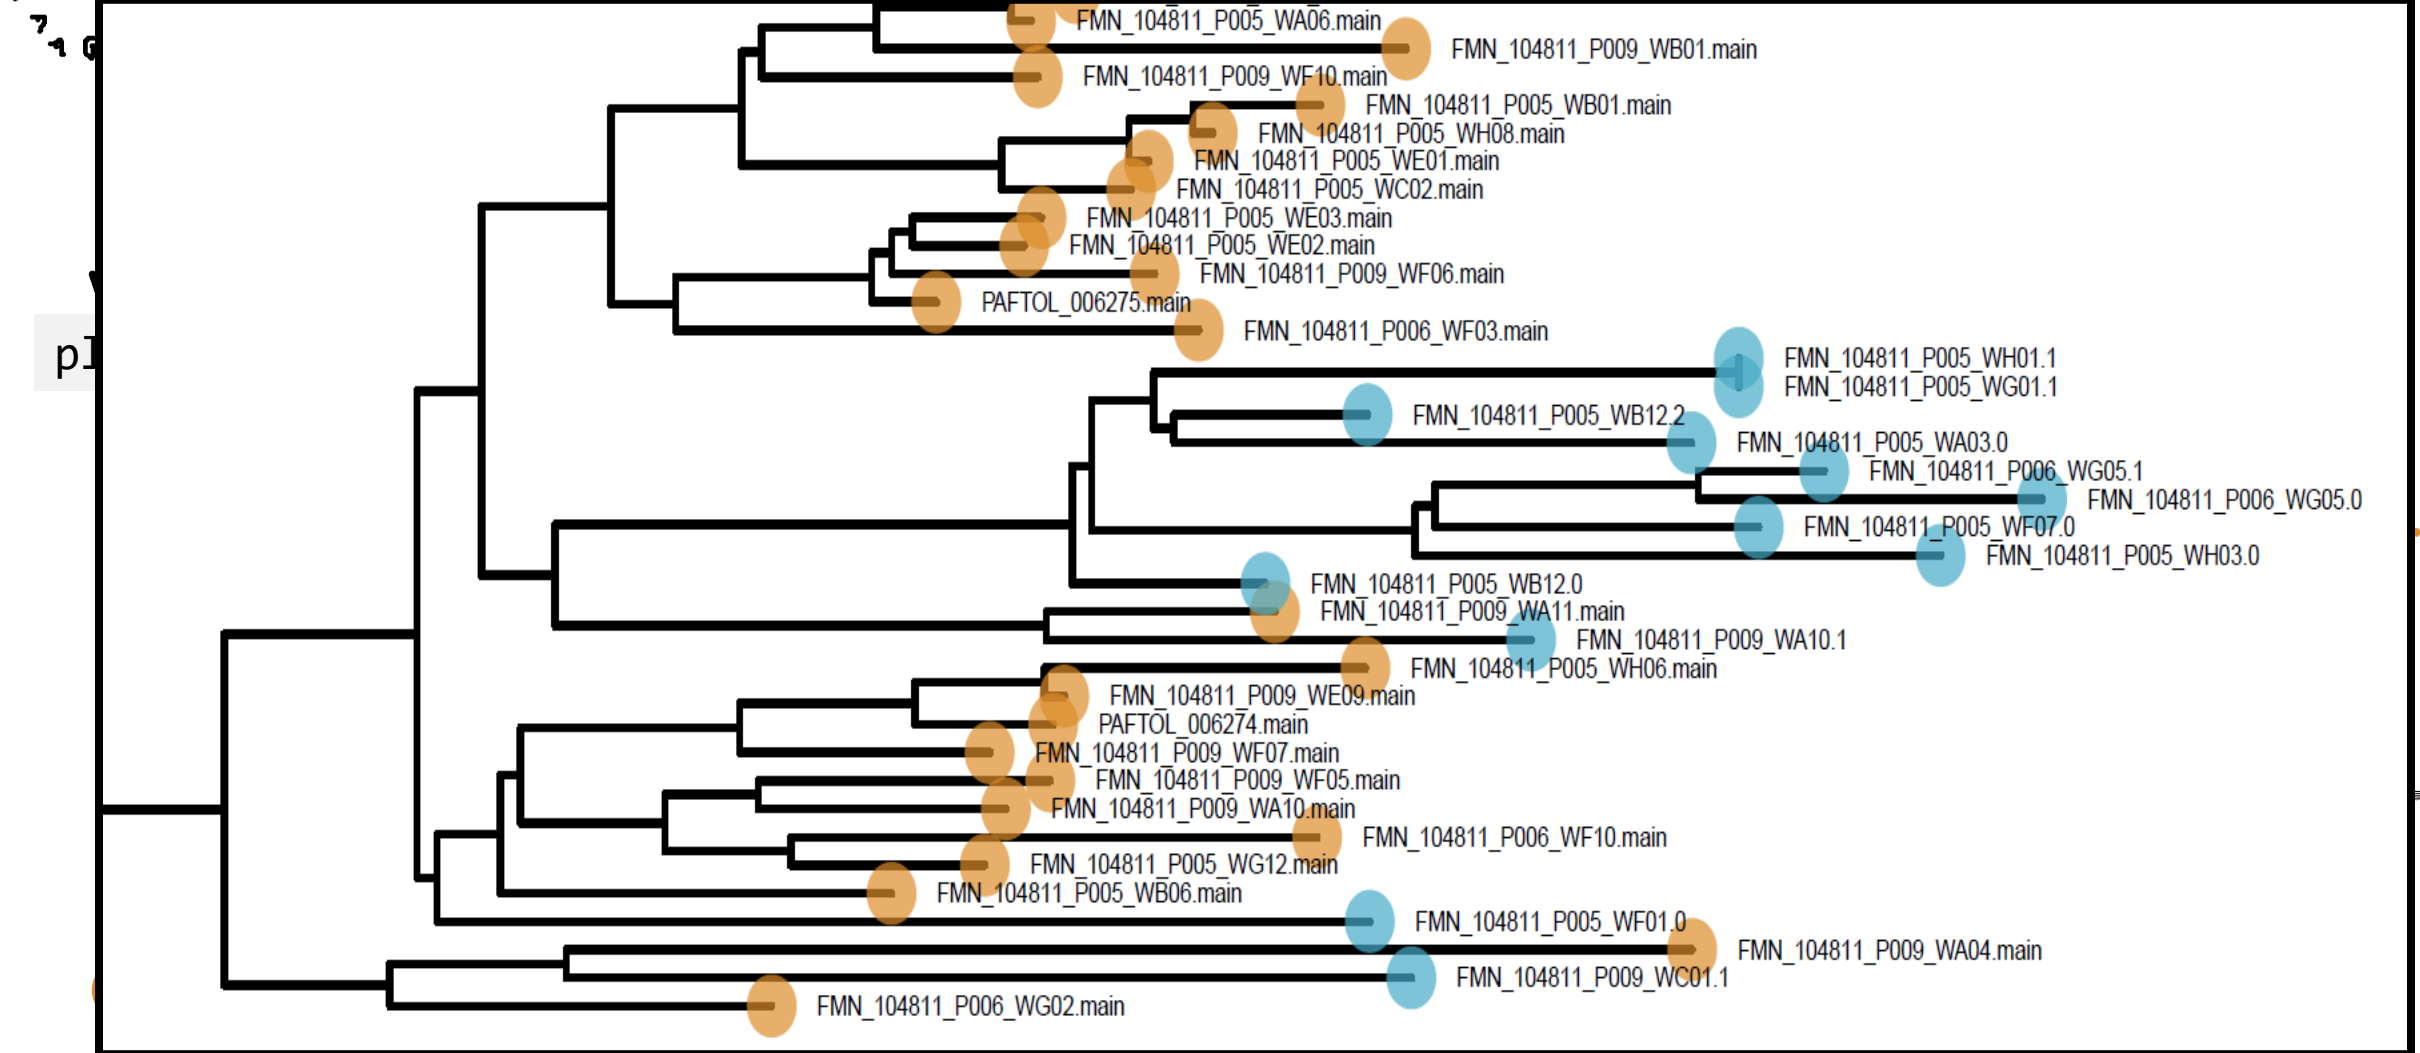 FMN_104811_P005_WA06.main
FMN_104811_P009_WB01.main
FMN_104811_P009_WF10.main
FMN_104811_P005_WB01.main
FMN_104811_P005_WH08.main
FMN_104811_P005_WE01.main
FMN_104811_P005_WC02.main
FMN_104811_P005_WE03.main
FMN_104811_P005_WE02.main
FMN_104811_P009_WF06.main
PAFTOL_006275.main
FMN_104811_P006_WF03.main
pl
FMN_104811_P005_WH01.1
FMN_104811_P005_WG01.1
FMN_104811_P005_WB12.2
FMN_104811_P005_WA03.0
FMN_104811_P006_WG05.1
FMN_104811_P006_WG05.0
FMN_104811_P005_WF07.0
FMN_104811_P005_WH03.0
FMN_104811_P005_WB12.0
FMN_104811_P009_WA11.main
FMN_104811_P009_WA10.1
FMN_104811_P005_WH06.main
FMN_104811_P009_WE09.main
PAFTOL_006274.main
FMN_104811_P009_WF07.main
FMN_104811_P009_WF05.main
FMN_104811_P009_WA10.main
FMN_104811_P006_WF10.main
FMN_104811_P005_WG12.main
FMN_104811_P005_WB06.main
FMN_104811_P005_WF01.0
FMN_104811_P009_WA04.main
FMN_104811_P009_WC01.1
FMN_104811_P006_WG02.main